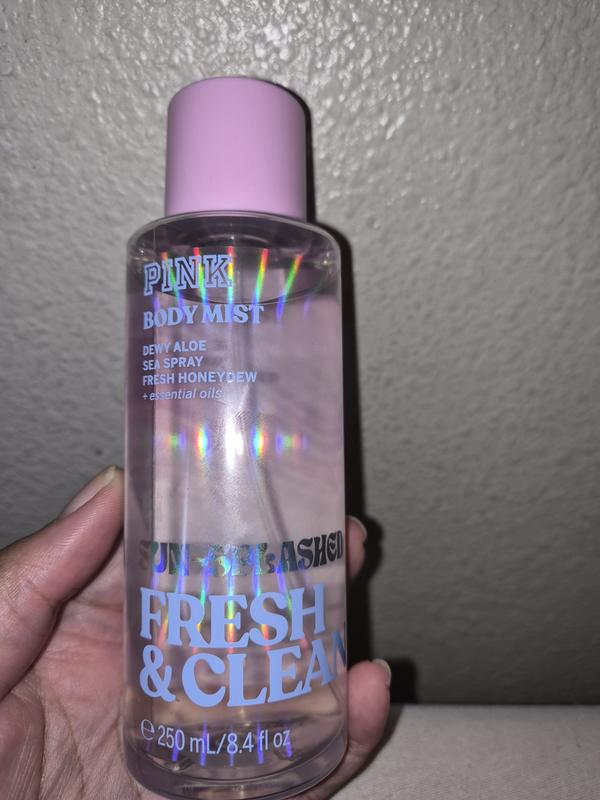 PINK
BODY MIST
DEWY ALOE
SEA SPRAY
FRESH HONEYDEW
+ essential oils
SUN-SPLASHED
FRESH
& CLEAN
℮ 250 mL/8.4 fl oz